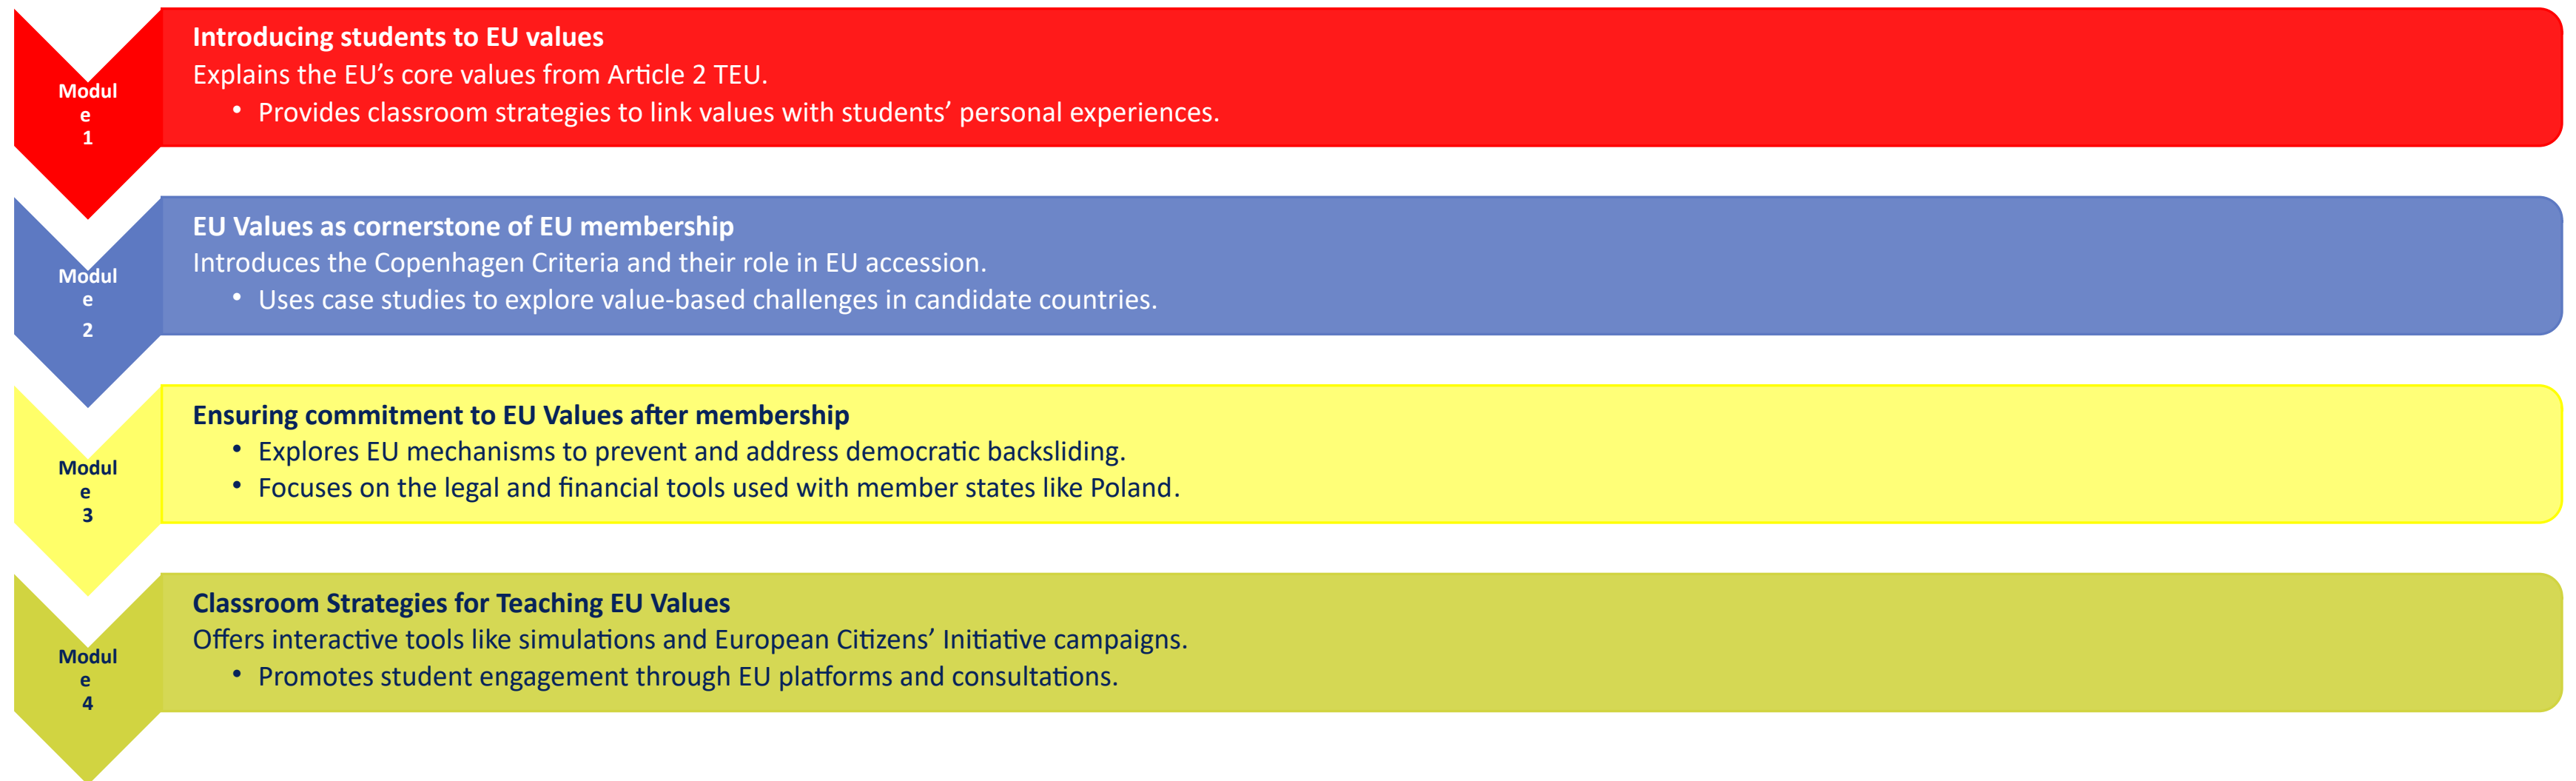 Modul
e
1
Introducing students to EU values
Explains the EU’s core values from Article 2 TEU.
• Provides classroom strategies to link values with students’ personal experiences.
Modul
e
2
EU Values as cornerstone of EU membership
Introduces the Copenhagen Criteria and their role in EU accession.
• Uses case studies to explore value-based challenges in candidate countries.
Modul
e
3
Ensuring commitment to EU Values after membership
• Explores EU mechanisms to prevent and address democratic backsliding.
• Focuses on the legal and financial tools used with member states like Poland.
Modul
e
4
Classroom Strategies for Teaching EU Values
Offers interactive tools like simulations and European Citizens’ Initiative campaigns.
• Promotes student engagement through EU platforms and consultations.